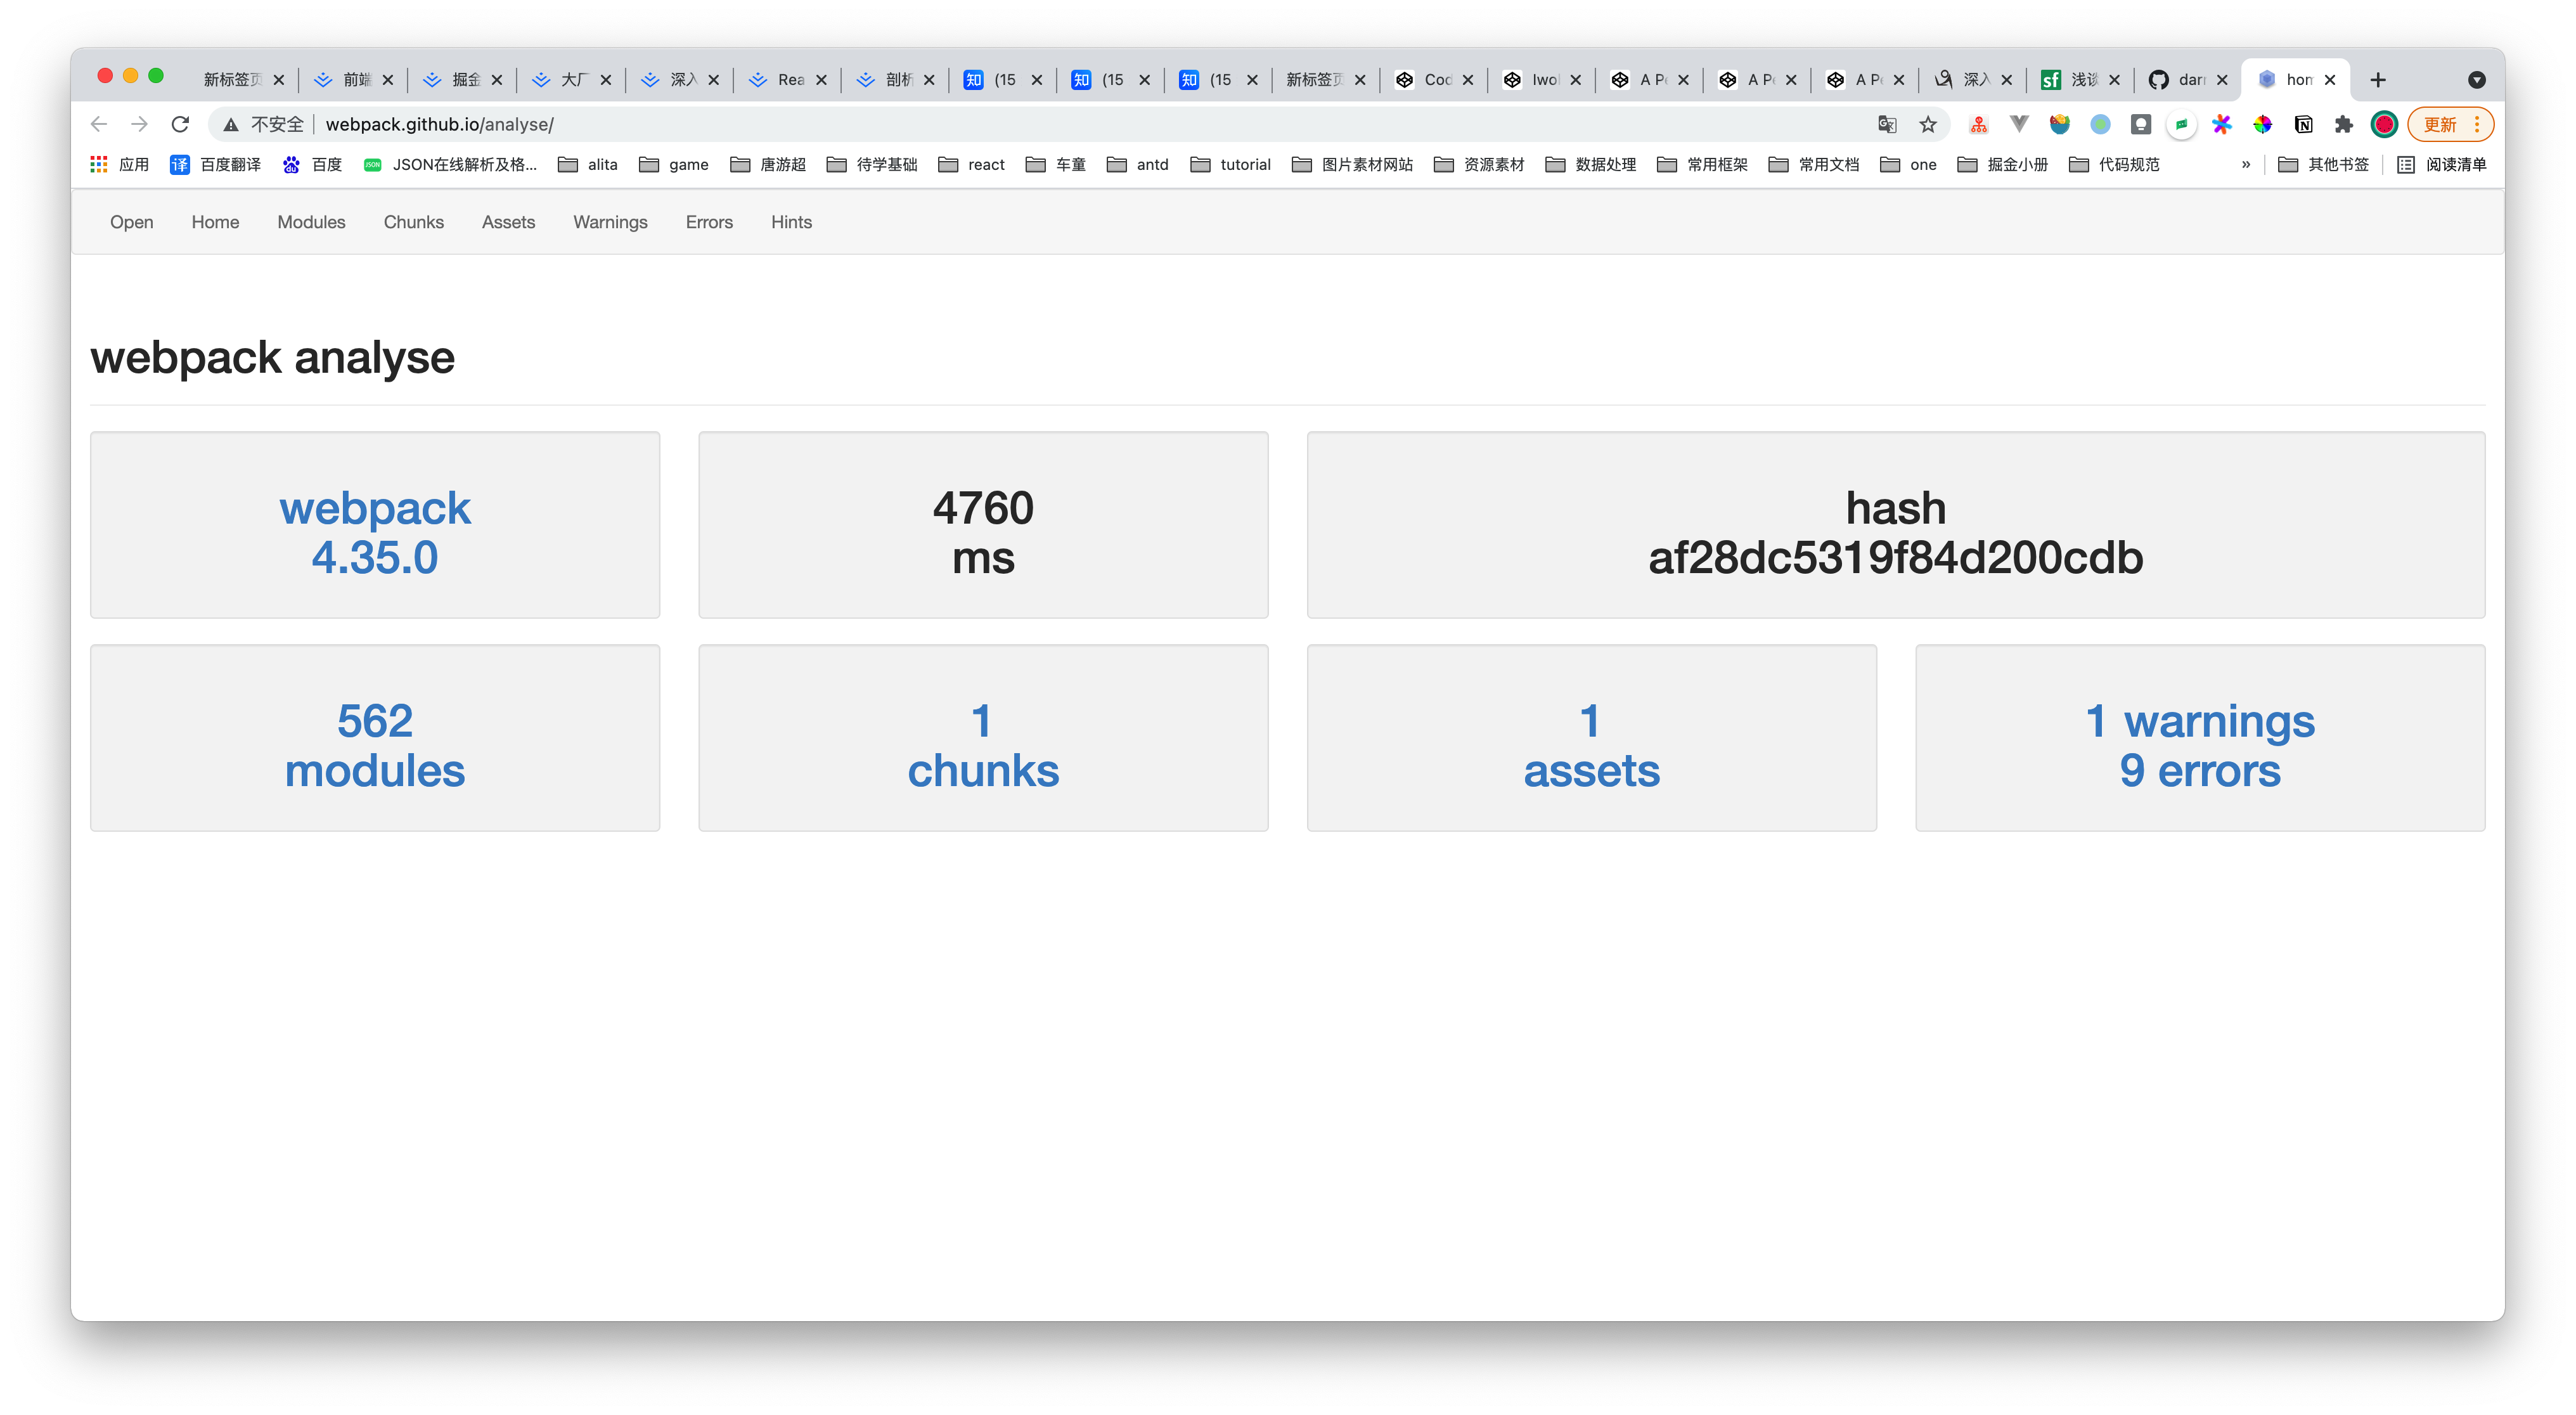 新标签页 前端 掘金 大厂 深入 Rea 剖析 (15 (15 (15 新标签页 Cod Iwo A Pe A Pe A Pe 深入 浅谈 darr hom
不安全 webpack.github.io/analyse/ 更新
应用 百度翻译 百度 JSON在线解析及格... alita game 唐游超 待学基础 react 车童 antd tutorial 图片素材网站 资源素材 数据处理 常用框架 常用文档 one 掘金小册 代码规范 » 其他书签 阅读清单
Open Home Modules Chunks Assets Warnings Errors Hints
webpack analyse
webpack
4.35.0
4760
ms
hash
af28dc5319f84d200cdb
562
modules
1
chunks
1
assets
1 warnings
9 errors